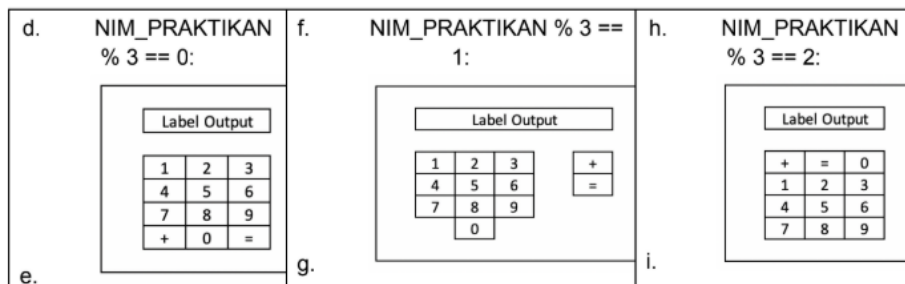 d. NIM_PRAKTIKAN
% 3 == 0:
Label Output
1 2 3
4 5 6
7 8 9
+ 0 =
e.
f. NIM_PRAKTIKAN % 3 ==
1:
Label Output
1 2 3 +
4 5 6 =
7 8 9
0
g.
h. NIM_PRAKTIKAN
% 3 == 2:
Label Output
+ = 0
1 2 3
4 5 6
7 8 9
i.